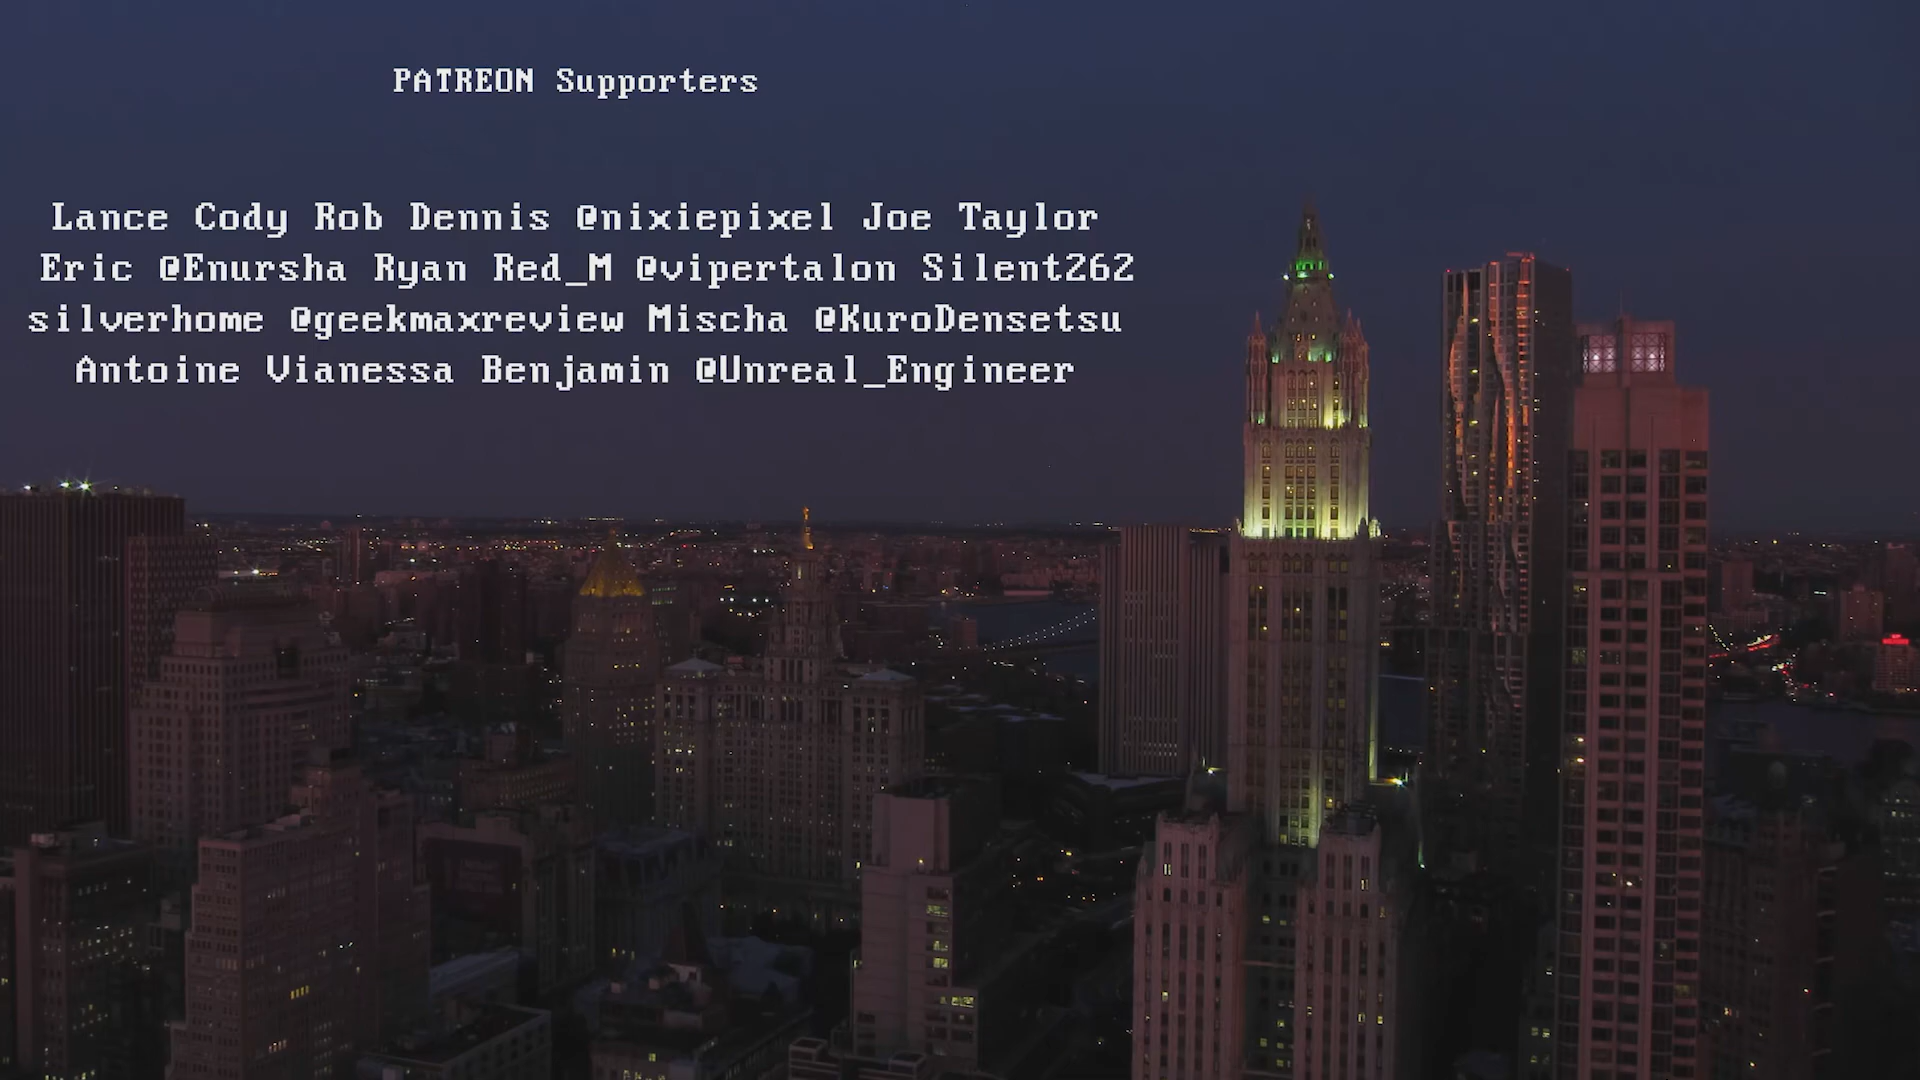 PATREON Supporters
Lance Cody Rob Dennis @nixiepixel Joe Taylor
Eric @Enursha Ryan Red_M @vipertalon Silent262
silverhome @geekmaxreview Mischa @KuroDensetsu
Antoine Vianessa Benjamin @Unreal_Engineer